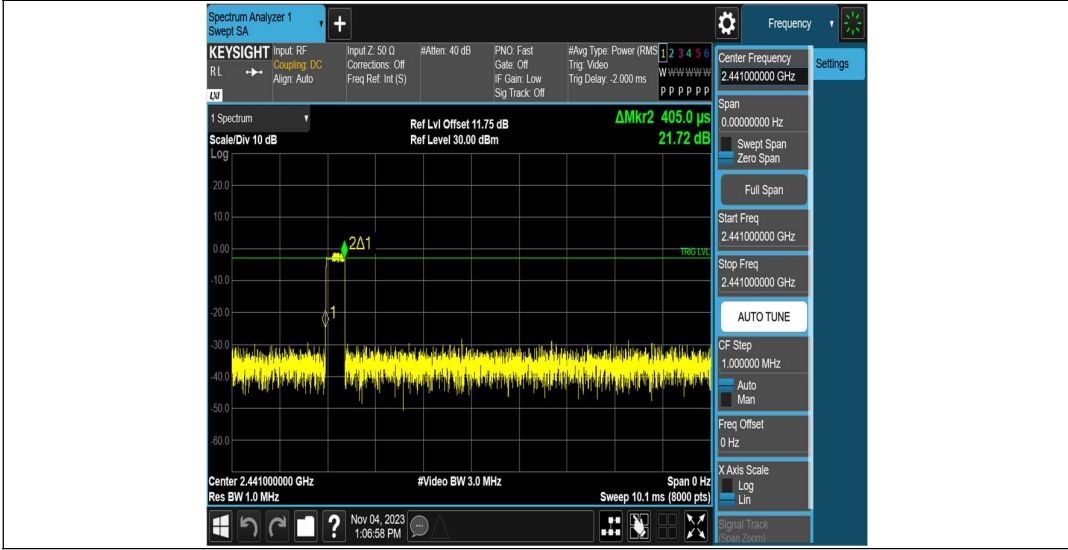 Spectrum Analyzer 1
Swept SA
+
Frequency
KEYSIGHT
RL
LXI
Input: RF
Coupling: DC
Align: Auto
Input Z: 50 Ω
Corrections: Off
Freq Ref: Int (S)
#Atten: 40 dB
PNO: Fast
Gate: Off
IF Gain: Low
Sig Track: Off
#Avg Type: Power (RMS
Trig: Video
Trig Delay: -2.000 ms
1 2 3 4 5 6
W W W W W W
P P P P P P
1 Spectrum
Scale/Div 10 dB
Ref Lvl Offset 11.75 dB
Ref Level 30.00 dBm
ΔMkr2 405.0 µs
21.72 dB
Log
20.0
10.0
0.00
-10.0
-20.0
-30.0
-40.0
-50.0
-60.0
2Δ1
1
TRIG LVL
Center 2.441000000 GHz
Res BW 1.0 MHz
#Video BW 3.0 MHz
Span 0 Hz
Sweep 10.1 ms (8000 pts)
?
Nov 04, 2023
1:06:58 PM
Center Frequency
2.441000000 GHz
Span
0.00000000 Hz
Swept Span
Zero Span
Full Span
Start Freq
2.441000000 GHz
Stop Freq
2.441000000 GHz
AUTO TUNE
CF Step
1.000000 MHz
Auto
Man
Freq Offset
0 Hz
X Axis Scale
Log
Lin
Signal Track
(Span Zoom)
Settings